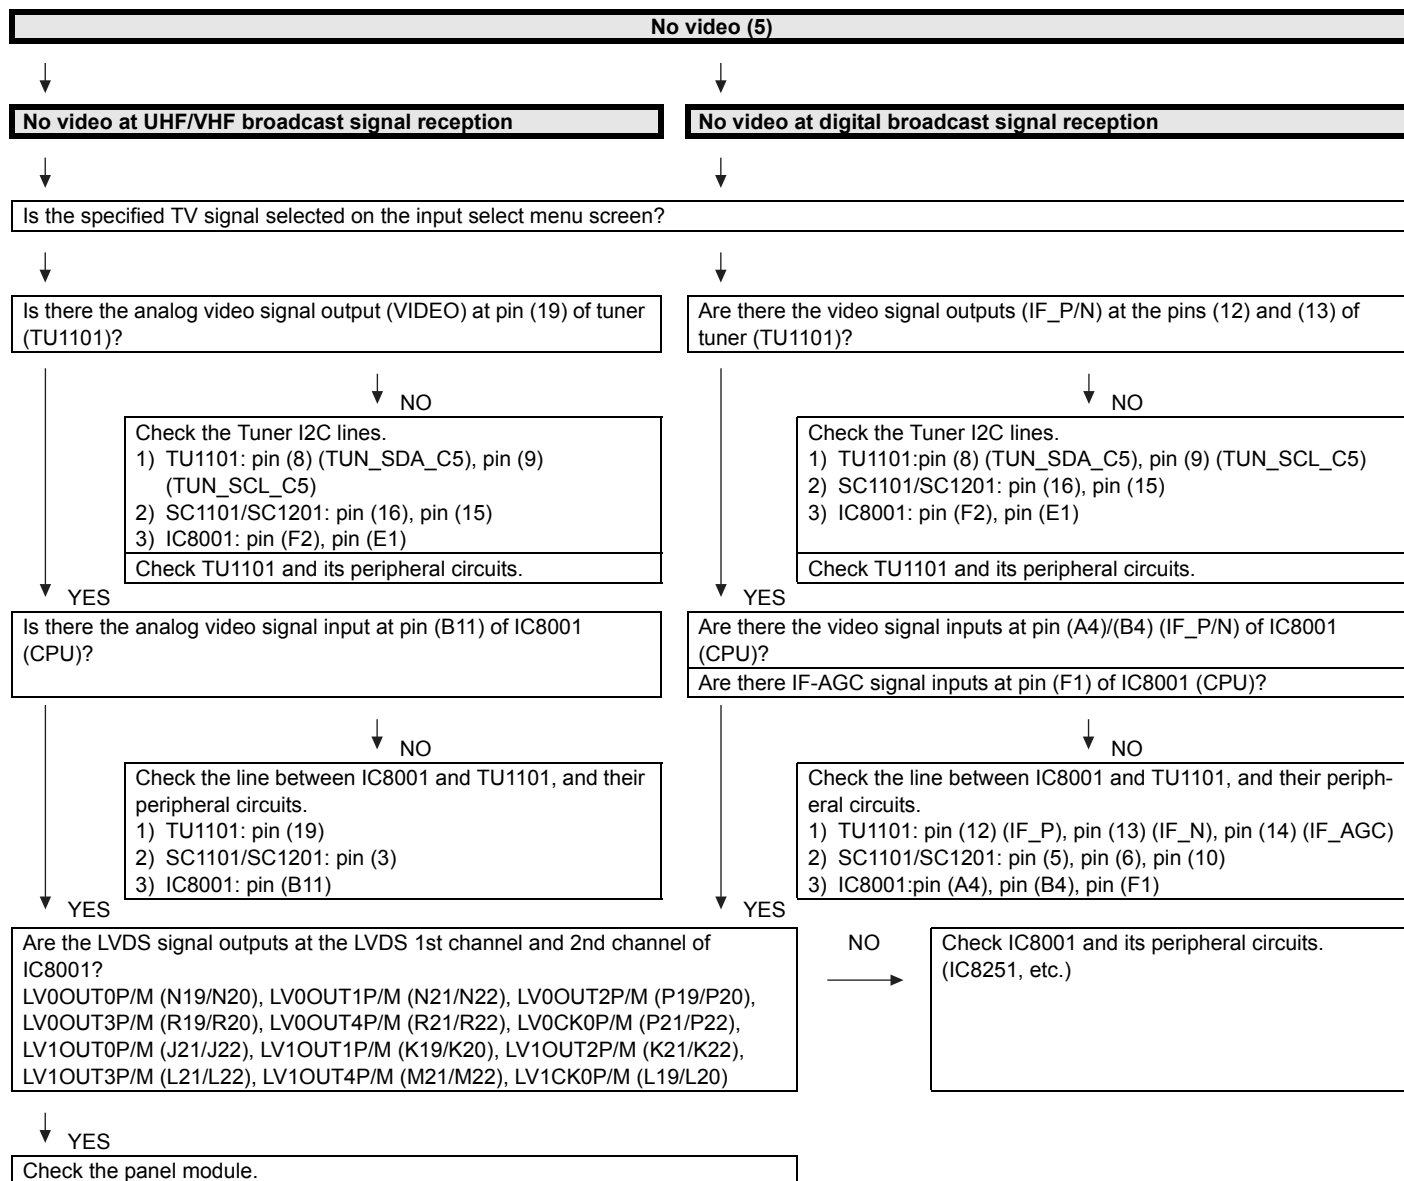 No video (5)
No video at UHF/VHF broadcast signal reception
No video at digital broadcast signal reception
Is the specified TV signal selected on the input select menu screen?
Is there the analog video signal output (VIDEO) at pin (19) of tuner
(TU1101)?
Are there the video signal outputs (IF_P/N) at the pins (12) and (13) of
tuner (TU1101)?
NO
Check the Tuner I2C lines.
1) TU1101: pin (8) (TUN_SDA_C5), pin (9)
(TUN_SCL_C5)
2) SC1101/SC1201: pin (16), pin (15)
3) IC8001: pin (F2), pin (E1)
Check TU1101 and its peripheral circuits.
NO
Check the Tuner I2C lines.
1) TU1101:pin (8) (TUN_SDA_C5), pin (9) (TUN_SCL_C5)
2) SC1101/SC1201: pin (16), pin (15)
3) IC8001: pin (F2), pin (E1)
Check TU1101 and its peripheral circuits.
YES
Is there the analog video signal input at pin (B11) of IC8001
(CPU)?
YES
Are there the video signal inputs at pin (A4)/(B4) (IF_P/N) of IC8001
(CPU)?
Are there IF-AGC signal inputs at pin (F1) of IC8001 (CPU)?
NO
Check the line between IC8001 and TU1101, and their
peripheral circuits.
1) TU1101: pin (19)
2) SC1101/SC1201: pin (3)
3) IC8001: pin (B11)
NO
Check the line between IC8001 and TU1101, and their periph-
eral circuits.
1) TU1101: pin (12) (IF_P), pin (13) (IF_N), pin (14) (IF_AGC)
2) SC1101/SC1201: pin (5), pin (6), pin (10)
3) IC8001:pin (A4), pin (B4), pin (F1)
YES
YES
Are the LVDS signal outputs at the LVDS 1st channel and 2nd channel of
IC8001?
LV0OUT0P/M (N19/N20), LV0OUT1P/M (N21/N22), LV0OUT2P/M (P19/P20),
LV0OUT3P/M (R19/R20), LV0OUT4P/M (R21/R22), LV0CK0P/M (P21/P22),
LV1OUT0P/M (J21/J22), LV1OUT1P/M (K19/K20), LV1OUT2P/M (K21/K22),
LV1OUT3P/M (L21/L22), LV1OUT4P/M (M21/M22), LV1CK0P/M (L19/L20)
NO
Check IC8001 and its peripheral circuits.
(IC8251, etc.)
YES
Check the panel module.